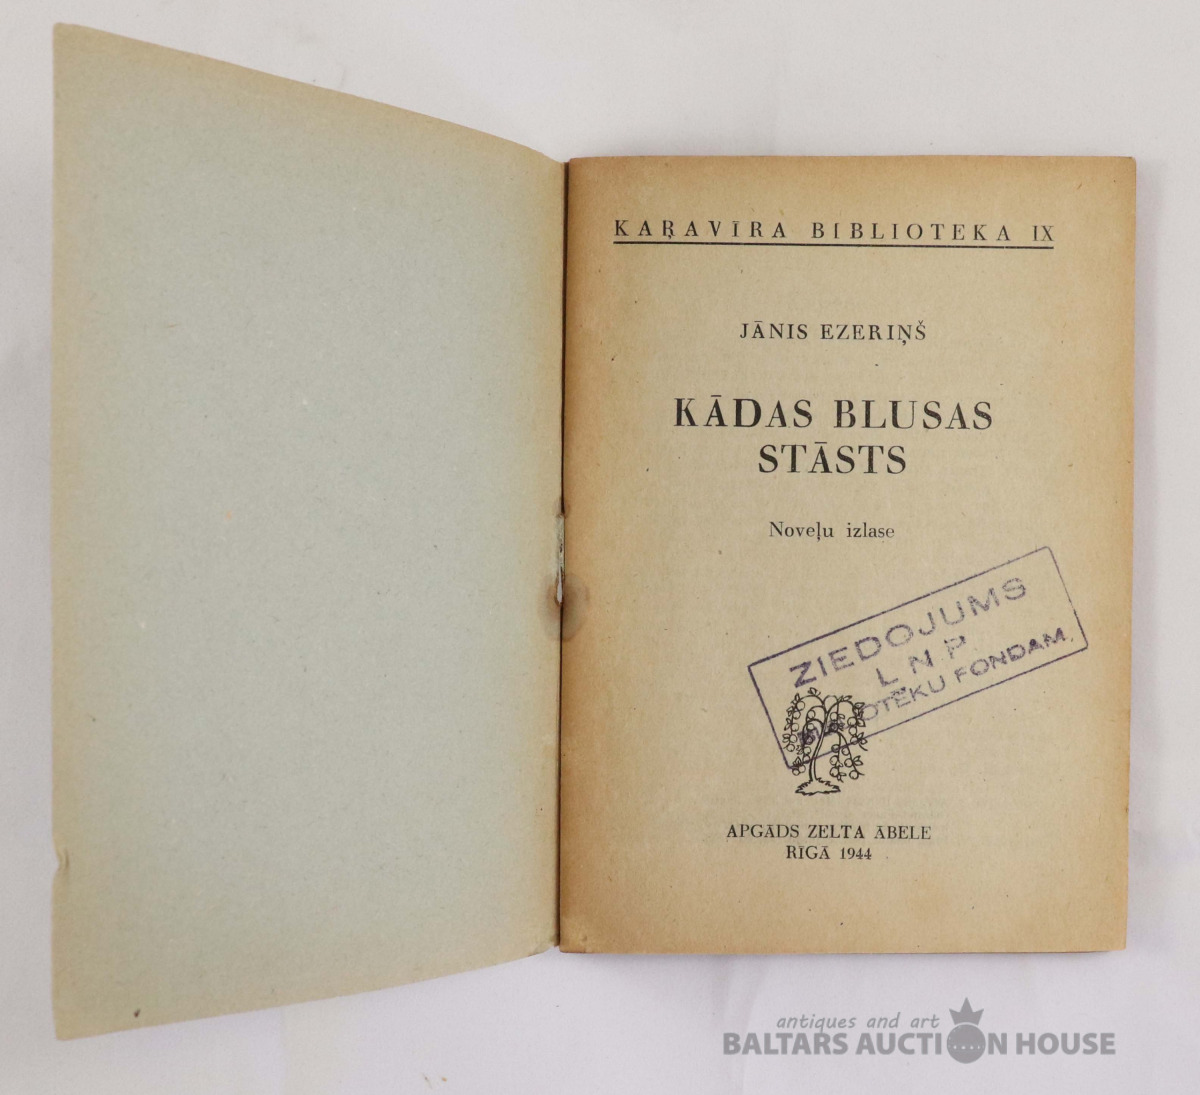 KAŖAVĪRA BIBLIOTEKA IX
JĀNIS EZERIŅŠ
KĀDAS BLUSAS
STĀSTS
Noveļu izlase
ZIEDOJUMS
L N P.
FONDAM.
APGĀDS ZELTA ĀBELE
RĪGĀ 1944
antiques and art
BALTARS AUCTION HOUSE